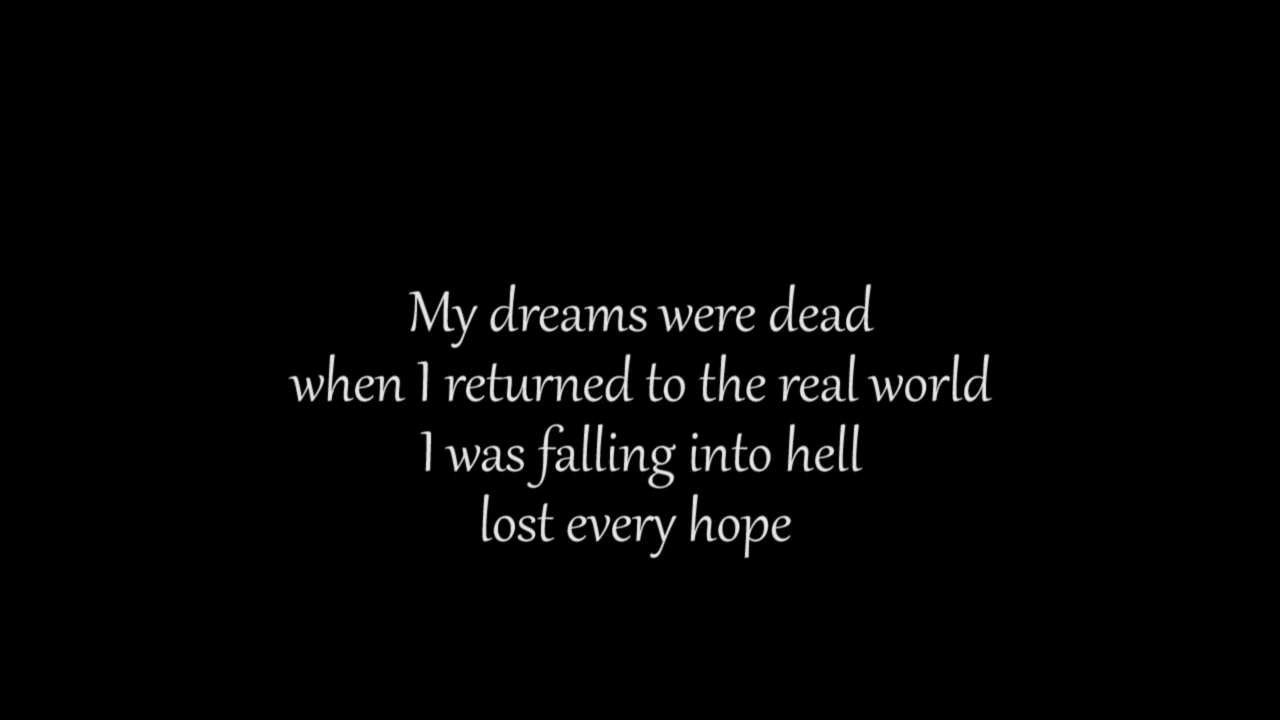 My dreams were dead
when I returned to the real world
I was falling into hell
lost every hope